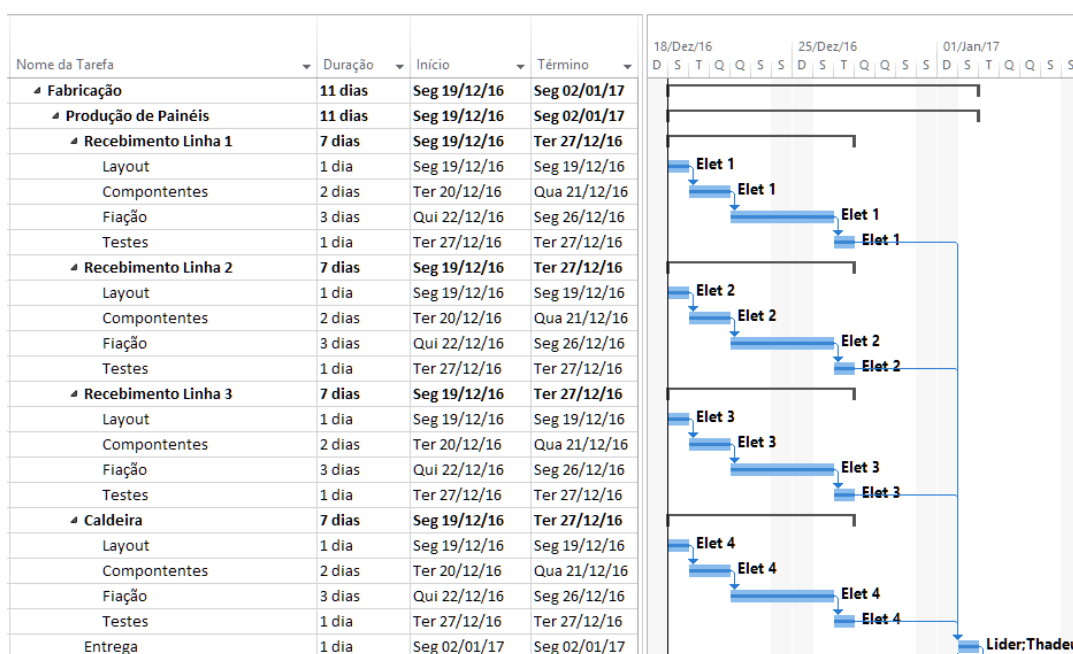 18/Dez/16 25/Dez/16 01/Jan/17
Nome da Tarefa Duração Início Término D S T Q Q S S D S T Q Q S S D S T Q Q S S
Fabricação 11 dias Seg 19/12/16 Seg 02/01/17
Produção de Painéis 11 dias Seg 19/12/16 Seg 02/01/17
Recebimento Linha 1 7 dias Seg 19/12/16 Ter 27/12/16
Layout 1 dia Seg 19/12/16 Seg 19/12/16 Elet 1
Compontentes 2 dias Ter 20/12/16 Qua 21/12/16 Elet 1
Fiação 3 dias Qui 22/12/16 Seg 26/12/16 Elet 1
Testes 1 dia Ter 27/12/16 Ter 27/12/16 Elet 1
Recebimento Linha 2 7 dias Seg 19/12/16 Ter 27/12/16
Layout 1 dia Seg 19/12/16 Seg 19/12/16 Elet 2
Compontentes 2 dias Ter 20/12/16 Qua 21/12/16 Elet 2
Fiação 3 dias Qui 22/12/16 Seg 26/12/16 Elet 2
Testes 1 dia Ter 27/12/16 Ter 27/12/16 Elet 2
Recebimento Linha 3 7 dias Seg 19/12/16 Ter 27/12/16
Layout 1 dia Seg 19/12/16 Seg 19/12/16 Elet 3
Compontentes 2 dias Ter 20/12/16 Qua 21/12/16 Elet 3
Fiação 3 dias Qui 22/12/16 Seg 26/12/16 Elet 3
Testes 1 dia Ter 27/12/16 Ter 27/12/16 Elet 3
Caldeira 7 dias Seg 19/12/16 Ter 27/12/16
Layout 1 dia Seg 19/12/16 Seg 19/12/16 Elet 4
Compontentes 2 dias Ter 20/12/16 Qua 21/12/16 Elet 4
Fiação 3 dias Qui 22/12/16 Seg 26/12/16 Elet 4
Testes 1 dia Ter 27/12/16 Ter 27/12/16 Elet 4
Entrega 1 dia Seg 02/01/17 Seg 02/01/17 Lider;Thadeu